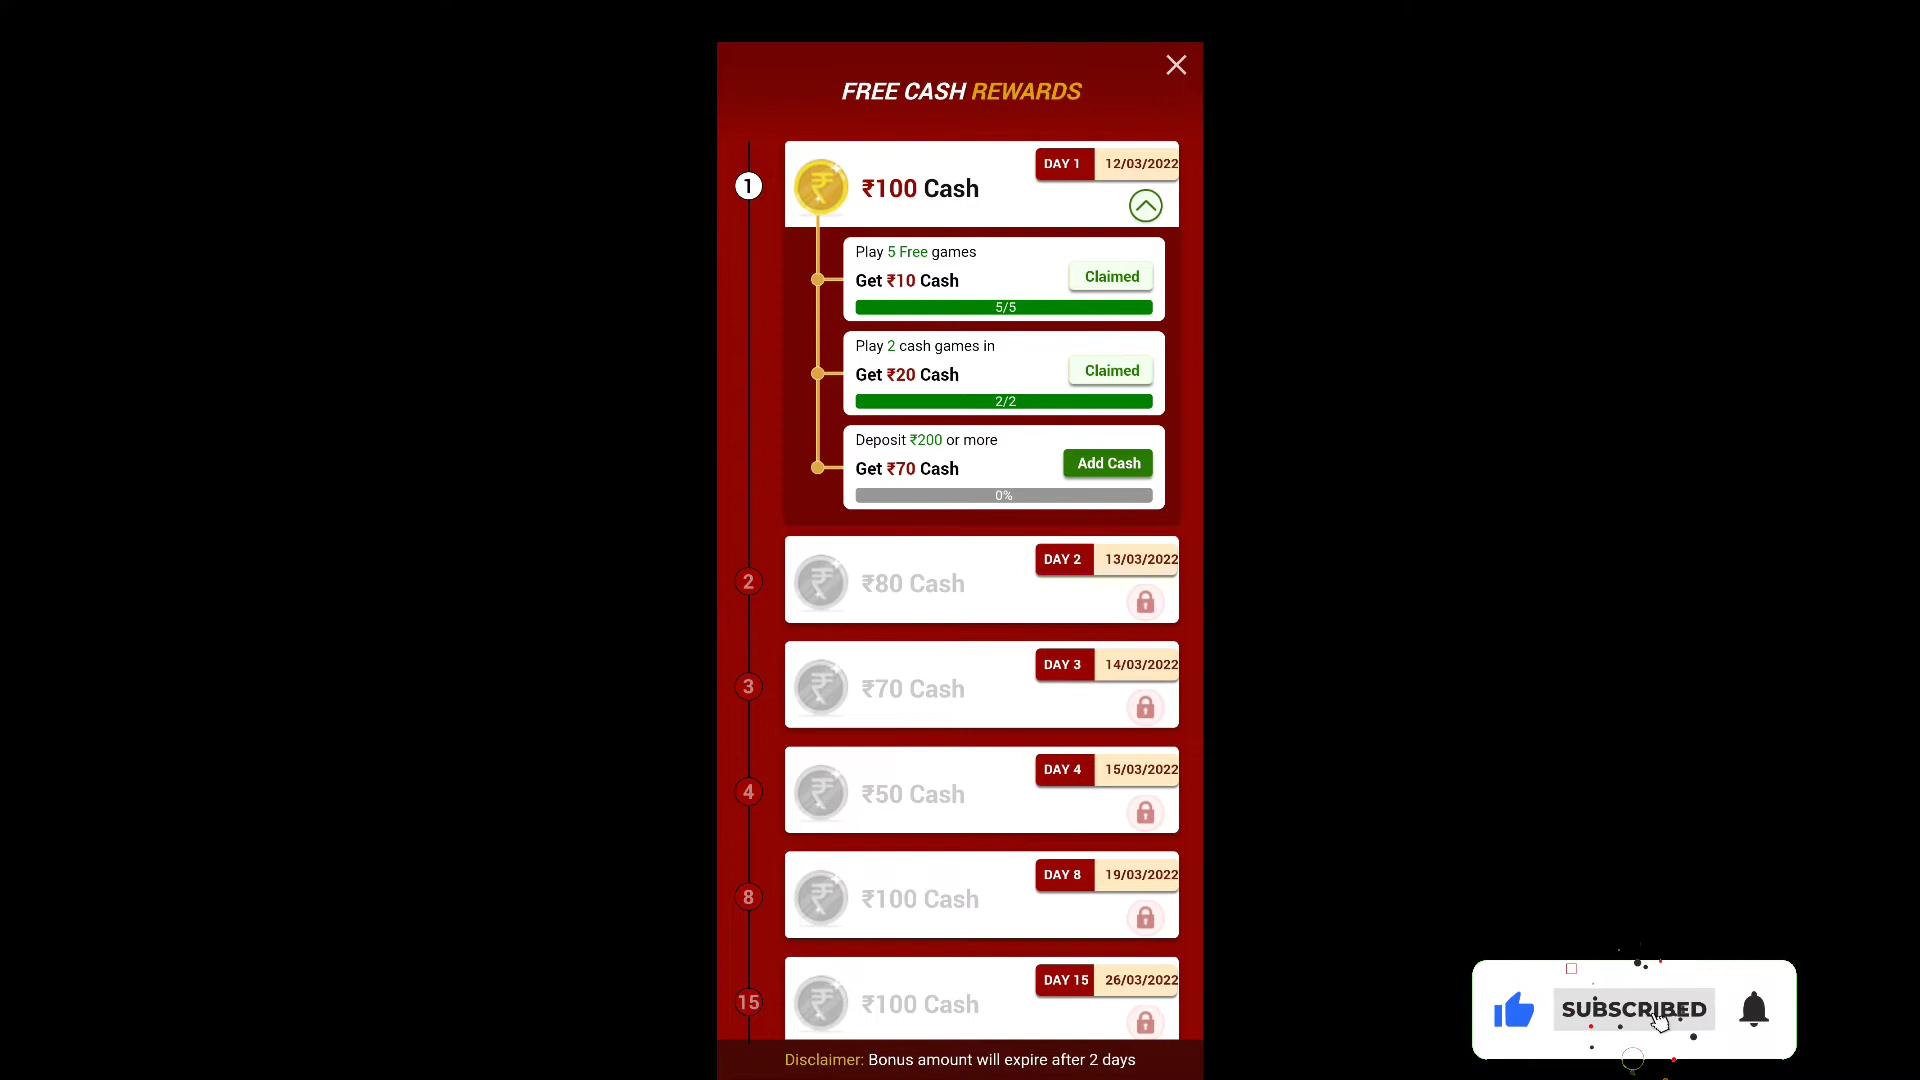 FREE CASH REWARDS
1
DAY 1 12/03/2022
₹100 Cash
Play 5 Free games
Get ₹10 Cash
Claimed
5/5
Play 2 cash games in
Get ₹20 Cash
Claimed
2/2
Deposit ₹200 or more
Get ₹70 Cash
Add Cash
0%
2
DAY 2 13/03/2022
₹80 Cash
3
DAY 3 14/03/2022
₹70 Cash
4
DAY 4 15/03/2022
₹50 Cash
8
DAY 8 19/03/2022
₹100 Cash
15
DAY 15 26/03/2022
₹100 Cash
Disclaimer: Bonus amount will expire after 2 days
SUBSCRIBED